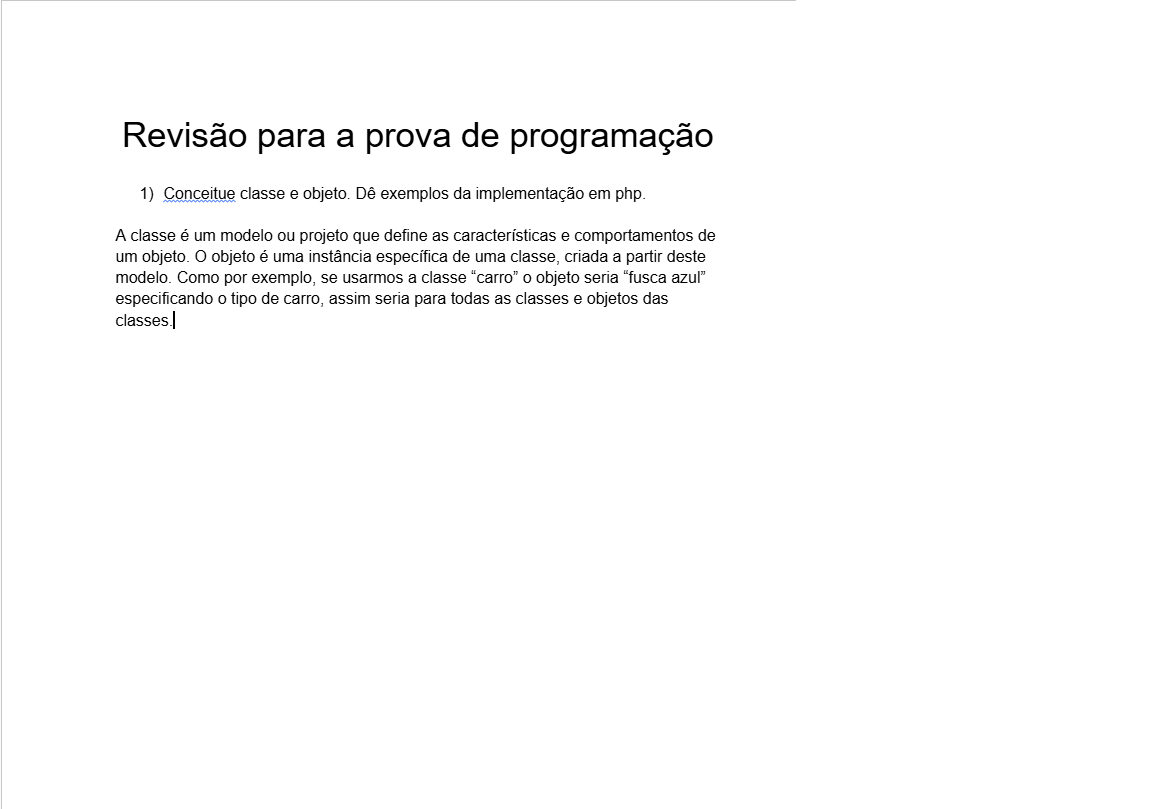 Revisão para a prova de programação
1) Conceitue classe e objeto. Dê exemplos da implementação em php.
A classe é um modelo ou projeto que define as características e comportamentos de
um objeto. O objeto é uma instância específica de uma classe, criada a partir deste
modelo. Como por exemplo, se usarmos a classe “carro” o objeto seria “fusca azul”
especificando o tipo de carro, assim seria para todas as classes e objetos das
classes.